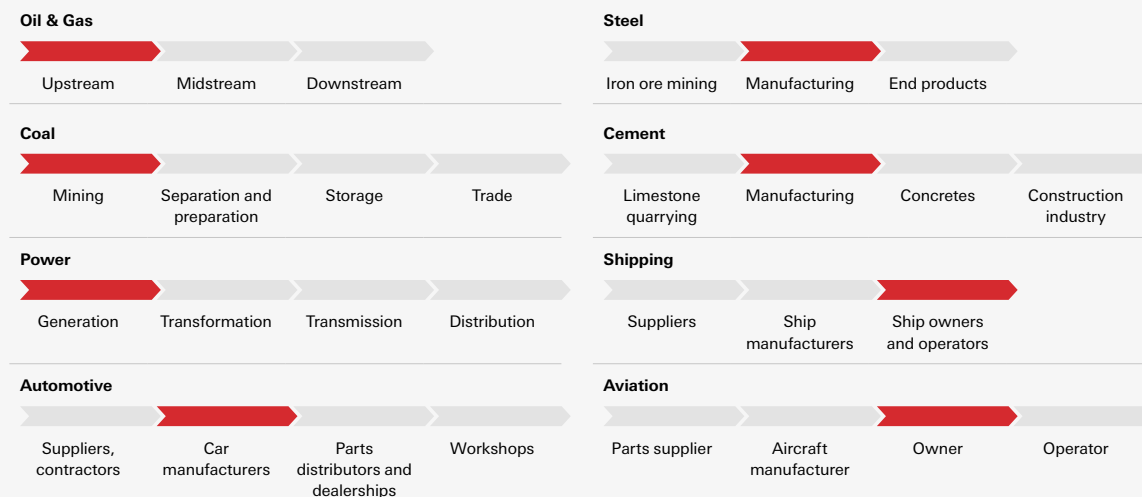 Oil & Gas
Upstream
Midstream
Downstream
Coal
Mining
Separation and
preparation
Storage
Trade
Power
Generation
Transformation
Transmission
Distribution
Automotive
Suppliers,
contractors
Car
manufacturers
Parts
distributors and
dealerships
Workshops
Steel
Iron ore mining
Manufacturing
End products
Cement
Limestone
quarrying
Manufacturing
Concretes
Construction
industry
Shipping
Suppliers
Ship
manufacturers
Ship owners
and operators
Aviation
Parts supplier
Aircraft
manufacturer
Owner
Operator